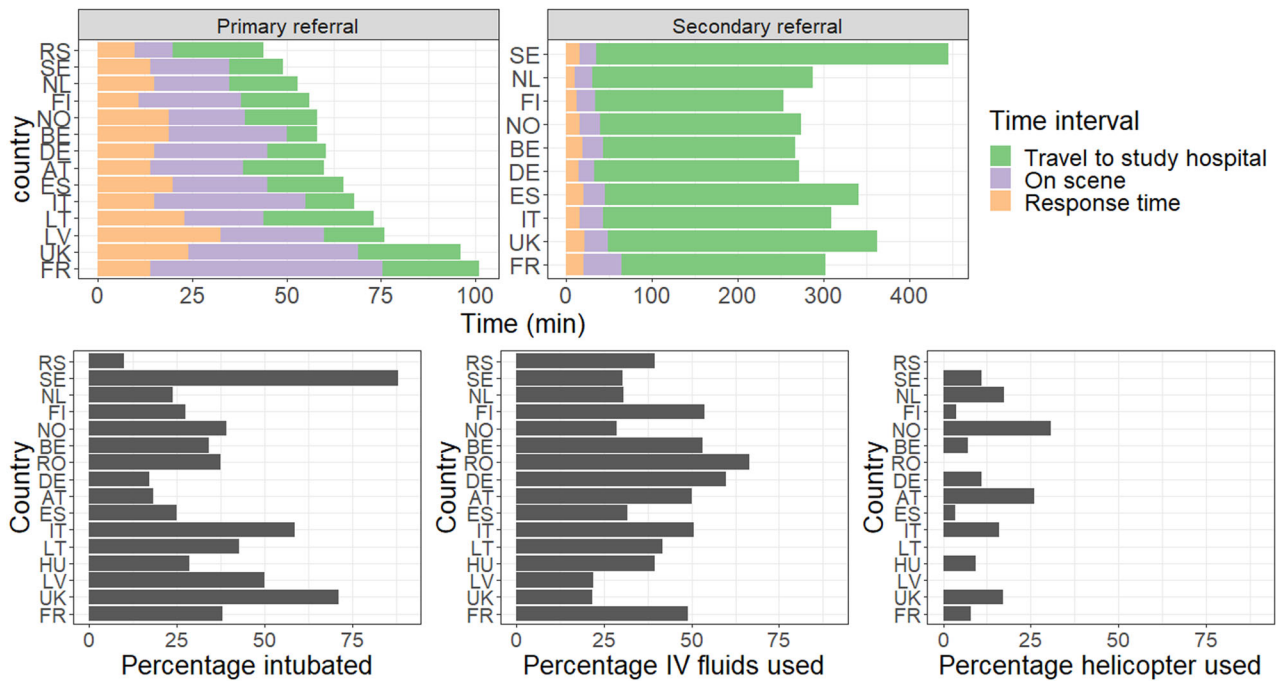 Primary referral
Secondary referral
country
RS
SE
NL
FI
NO
BE
DE
AT
ES
IT
LT
LV
UK
FR
0 25 50 75 100
SE
NL
FI
NO
BE
DE
ES
IT
UK
FR
0 100 200 300 400
Time (min)
Time interval
Travel to study hospital
On scene
Response time
Country
RS
SE
NL
FI
NO
BE
RO
DE
AT
ES
IT
LT
HU
LV
UK
FR
0 25 50 75
Percentage intubated
Country
RS
SE
NL
FI
NO
BE
RO
DE
AT
ES
IT
LT
HU
LV
UK
FR
0 25 50 75
Percentage IV fluids used
Country
RS
SE
NL
FI
NO
BE
RO
DE
AT
ES
IT
LT
HU
LV
UK
FR
0 25 50 75
Percentage helicopter used